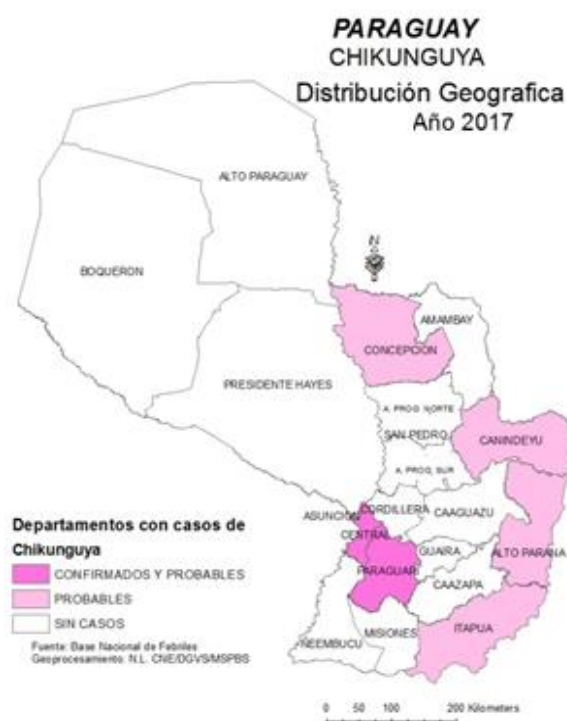 PARAGUAY
CHIKUNGUYA
Distribución Geografica
Año 2017
ALTO PARAGUAY
BOQUERON
N
AMAMBAY
CONCEPCION
PRESIDENTE HAYES
A. PROG. NORTE
SAN PEDRO
CANINDEYU
A. PROG. SUR
ASUNCION
CORDILLERA
CAAGUAZU
CENTRAL
GUAIRA
ALTO PARANA
PARAGUARI
CAAZAPA
ITAPUA
MISIONES
NEEMBUCU
Departamentos con casos de
Chikunguya
CONFIRMADOS Y PROBABLES
PROBABLES
SIN CASOS
Fuente: Base Nacional de Febriles
Geoprocesamiento: N.L. CNE/DGVS/MSPBS
0 50 100 200 Kilometers